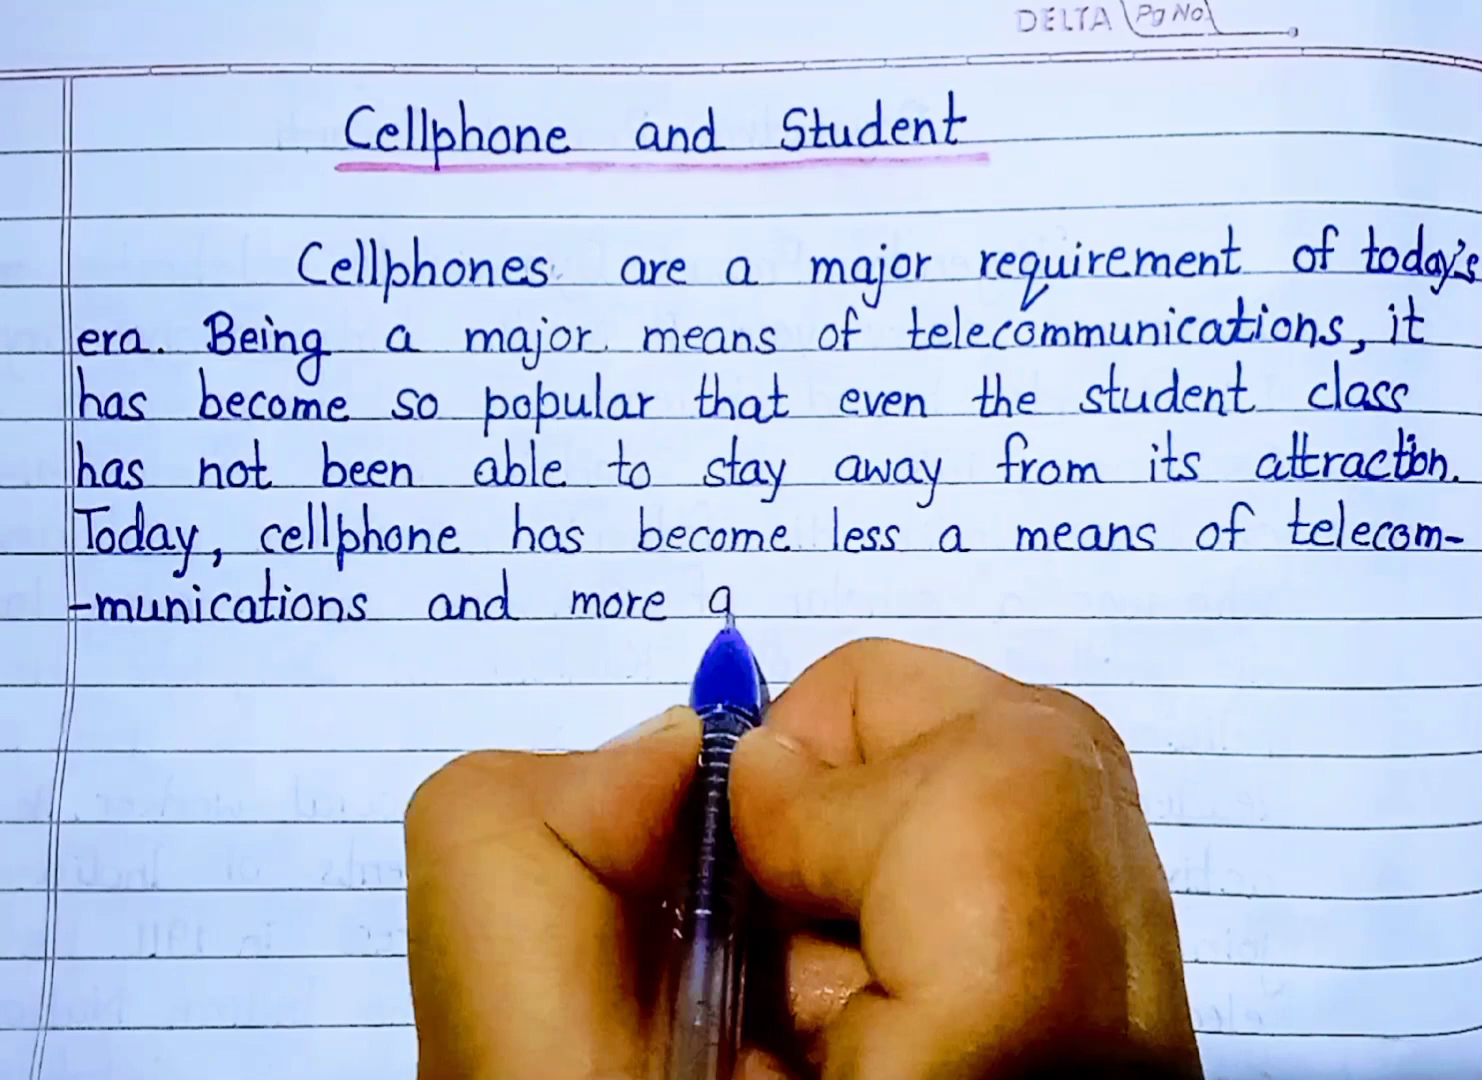 DELTA Pg No.
Cellphone and Student
Cellphones are a major requirement of today's
era. Being a major means of telecommunications, it
has become so popular that even the student class
has not been able to stay away from its attraction.
Today, cellphone has become less a means of telecom-
-munications and more a